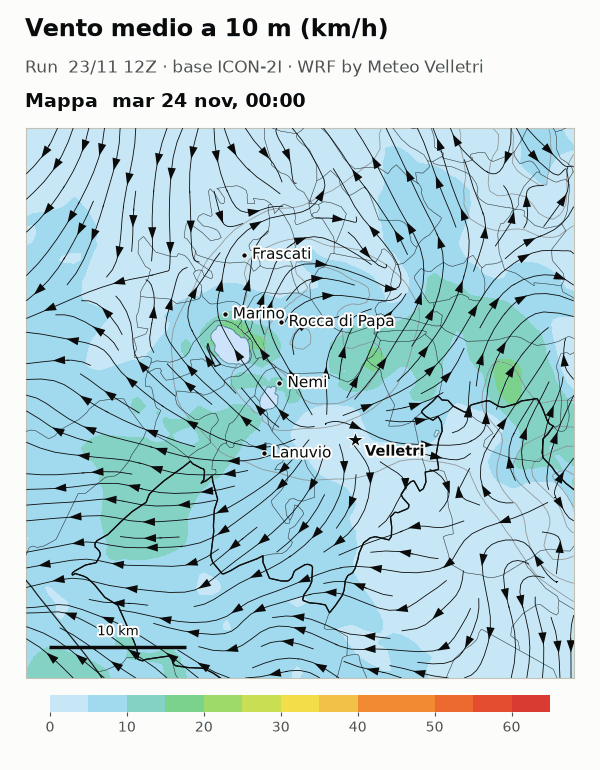 Vento medio a 10 m (km/h)
Run  23/11 12Z · base ICON-2I · WRF by Meteo Velletri
Mappa  mar 24 nov, 00:00
Frascati
Marino
Rocca di Papa
Nemi
Velletri
Lanuvio
10 km
0 10 20 30 40 50 60